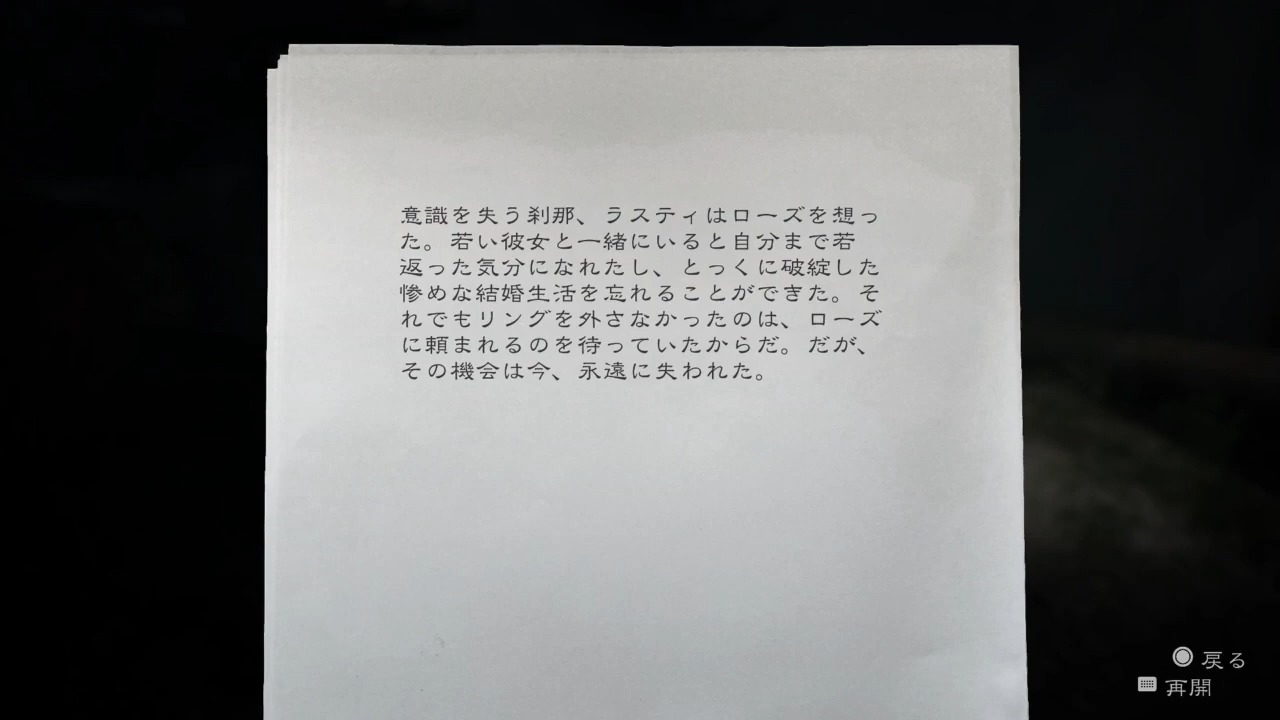 意識を失う刹那、ラスティはローズを想っ
た。若い彼女と一緒にいると自分まで若
返った気分になれたし、とっくに破綻した
惨めな結婚生活を忘れることができた。そ
れでもリングを外さなかったのは、ローズ
に頼まれるのを待っていたからだ。だが、
その機会は今、永遠に失われた。
戻る
再開